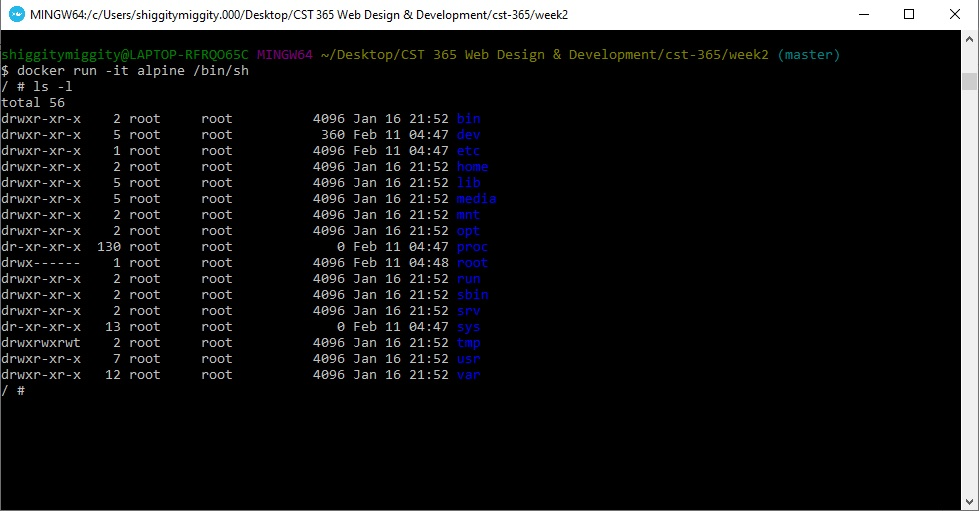 MINGW64:/c/Users/shiggitymiggity.000/Desktop/CST 365 Web Design & Development/cst-365/week2
shiggitymiggity@LAPTOP-RFRQO65C MINGW64 ~/Desktop/CST 365 Web Design & Development/cst-365/week2 (master)
$ docker run -it alpine /bin/sh
/ # ls -l
total 56
drwxr-xr-x    2 root     root          4096 Jan 16 21:52 bin
drwxr-xr-x    5 root     root           360 Feb 11 04:47 dev
drwxr-xr-x    1 root     root          4096 Feb 11 04:47 etc
drwxr-xr-x    2 root     root          4096 Jan 16 21:52 home
drwxr-xr-x    5 root     root          4096 Jan 16 21:52 lib
drwxr-xr-x    5 root     root          4096 Jan 16 21:52 media
drwxr-xr-x    2 root     root          4096 Jan 16 21:52 mnt
drwxr-xr-x    2 root     root          4096 Jan 16 21:52 opt
dr-xr-xr-x  130 root     root             0 Feb 11 04:47 proc
drwx------    1 root     root          4096 Feb 11 04:48 root
drwxr-xr-x    2 root     root          4096 Jan 16 21:52 run
drwxr-xr-x    2 root     root          4096 Jan 16 21:52 sbin
drwxr-xr-x    2 root     root          4096 Jan 16 21:52 srv
dr-xr-xr-x   13 root     root             0 Feb 11 04:47 sys
drwxrwxrwt    2 root     root          4096 Jan 16 21:52 tmp
drwxr-xr-x    7 root     root          4096 Jan 16 21:52 usr
drwxr-xr-x   12 root     root          4096 Jan 16 21:52 var
/ #